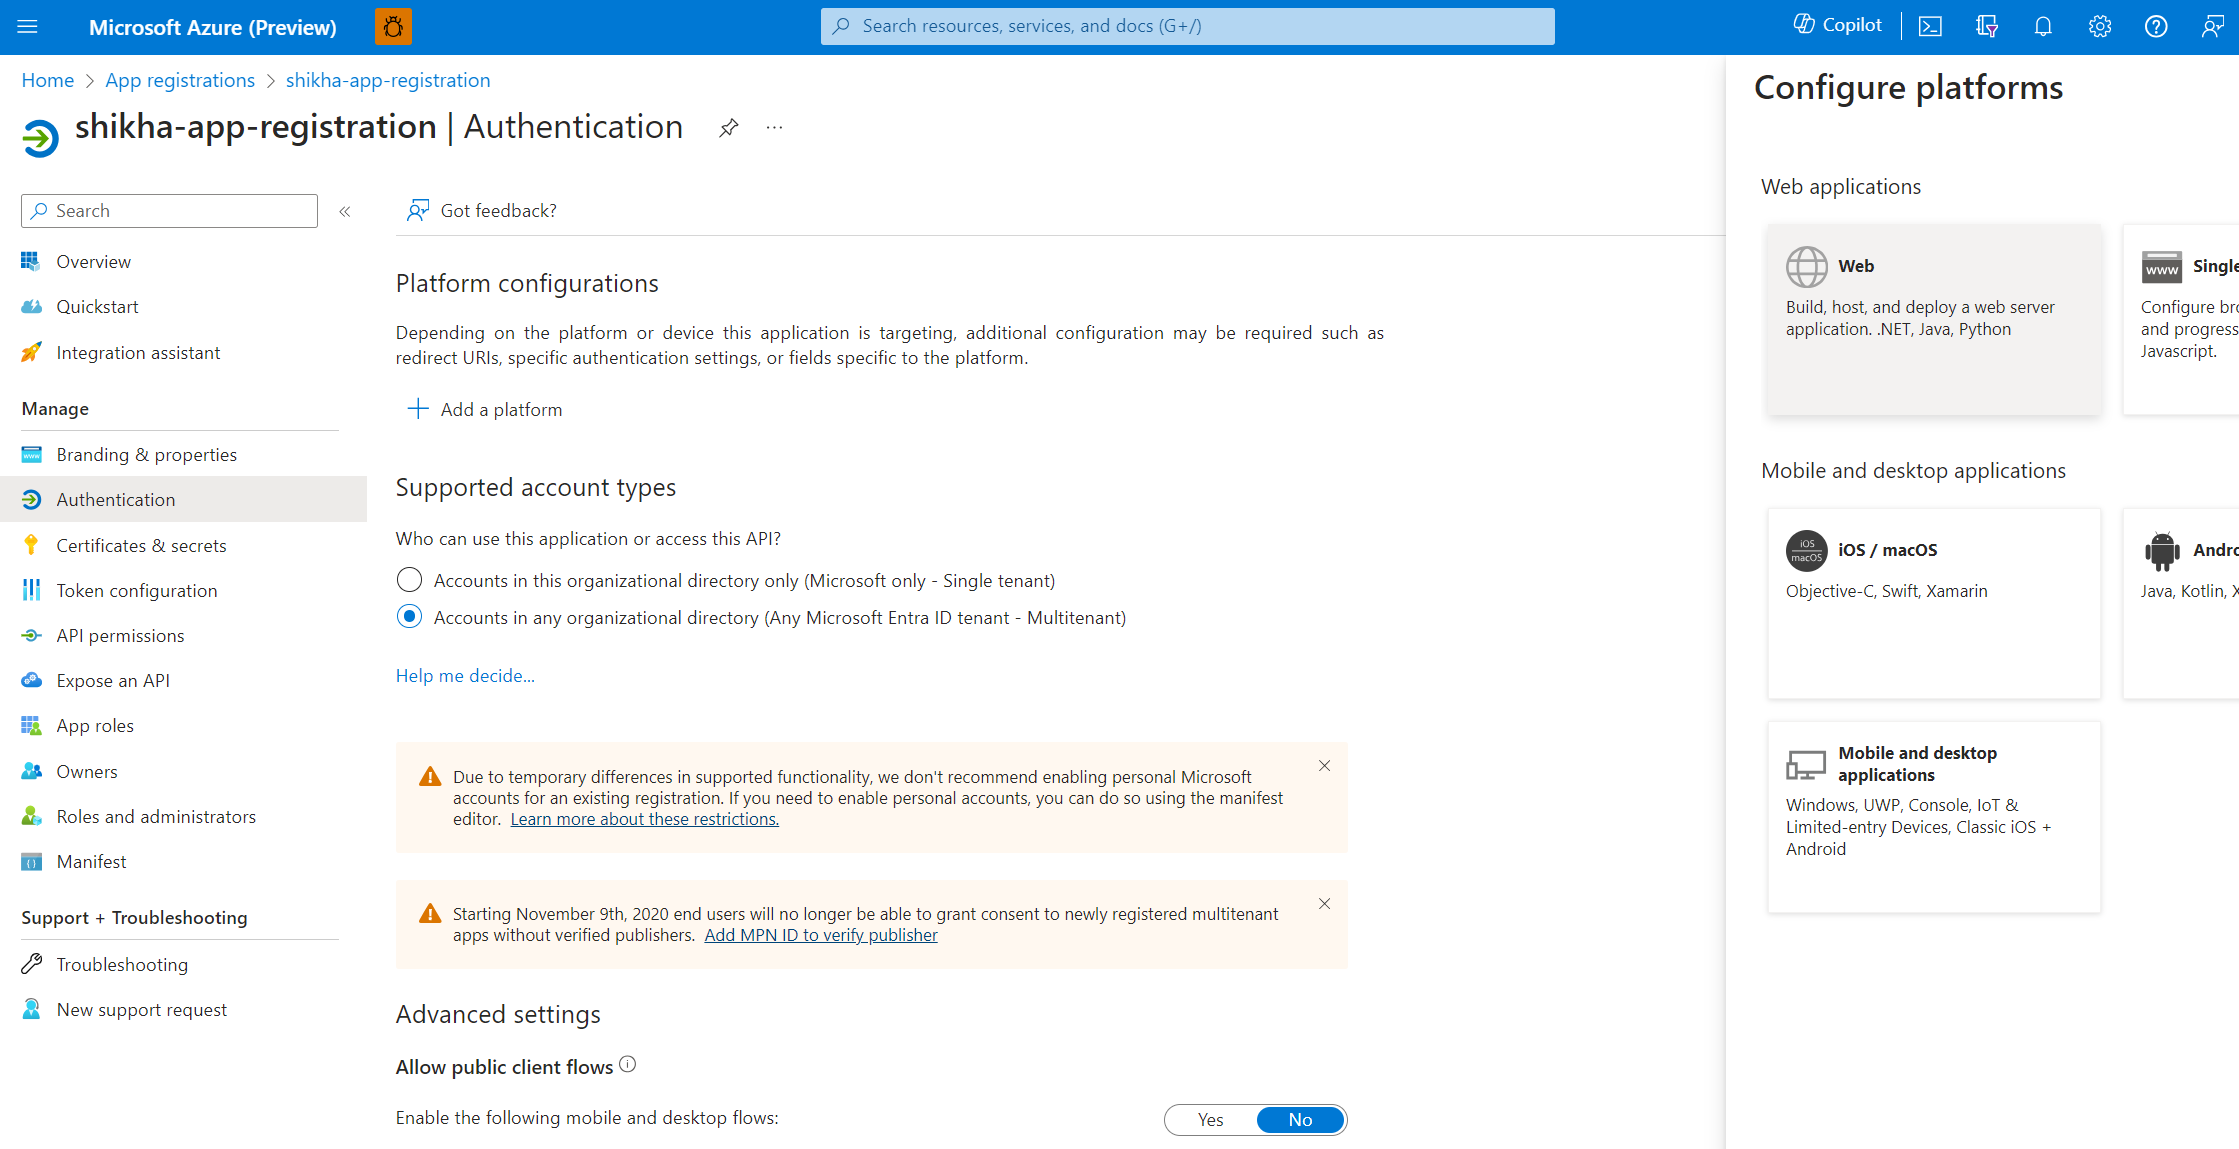 Microsoft Azure (Preview)
Search resources, services, and docs (G+/)
Copilot
Home > App registrations > shikha-app-registration
shikha-app-registration | Authentication
Search
Overview
Quickstart
Integration assistant
Manage
Branding & properties
Authentication
Certificates & secrets
Token configuration
API permissions
Expose an API
App roles
Owners
Roles and administrators
Manifest
Support + Troubleshooting
Troubleshooting
New support request
Got feedback?
Platform configurations
Depending on the platform or device this application is targeting, additional configuration may be required such as
redirect URIs, specific authentication settings, or fields specific to the platform.
Add a platform
Supported account types
Who can use this application or access this API?
Accounts in this organizational directory only (Microsoft only - Single tenant)
Accounts in any organizational directory (Any Microsoft Entra ID tenant - Multitenant)
Help me decide...
Due to temporary differences in supported functionality, we don't recommend enabling personal Microsoft
accounts for an existing registration. If you need to enable personal accounts, you can do so using the manifest
editor. Learn more about these restrictions.
Starting November 9th, 2020 end users will no longer be able to grant consent to newly registered multitenant
apps without verified publishers. Add MPN ID to verify publisher
Advanced settings
Allow public client flows
Enable the following mobile and desktop flows:
Yes No
Configure platforms
Web applications
Web
Build, host, and deploy a web server
application. .NET, Java, Python
www
Single
Configure bro
and progress
Javascript.
Mobile and desktop applications
iOS
macOS
iOS / macOS
Objective-C, Swift, Xamarin
Andro
Java, Kotlin, X
Mobile and desktop
applications
Windows, UWP, Console, IoT &
Limited-entry Devices, Classic iOS +
Android